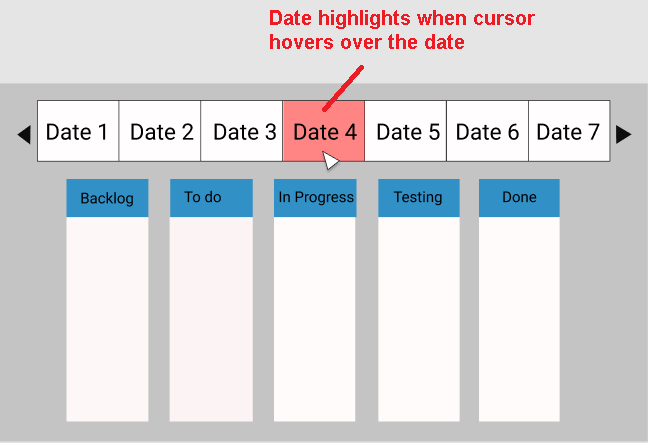 Date highlights when cursor
hovers over the date
Date 1 Date 2 Date 3 Date 4 Date 5 Date 6 Date 7
Backlog To do In Progress Testing Done